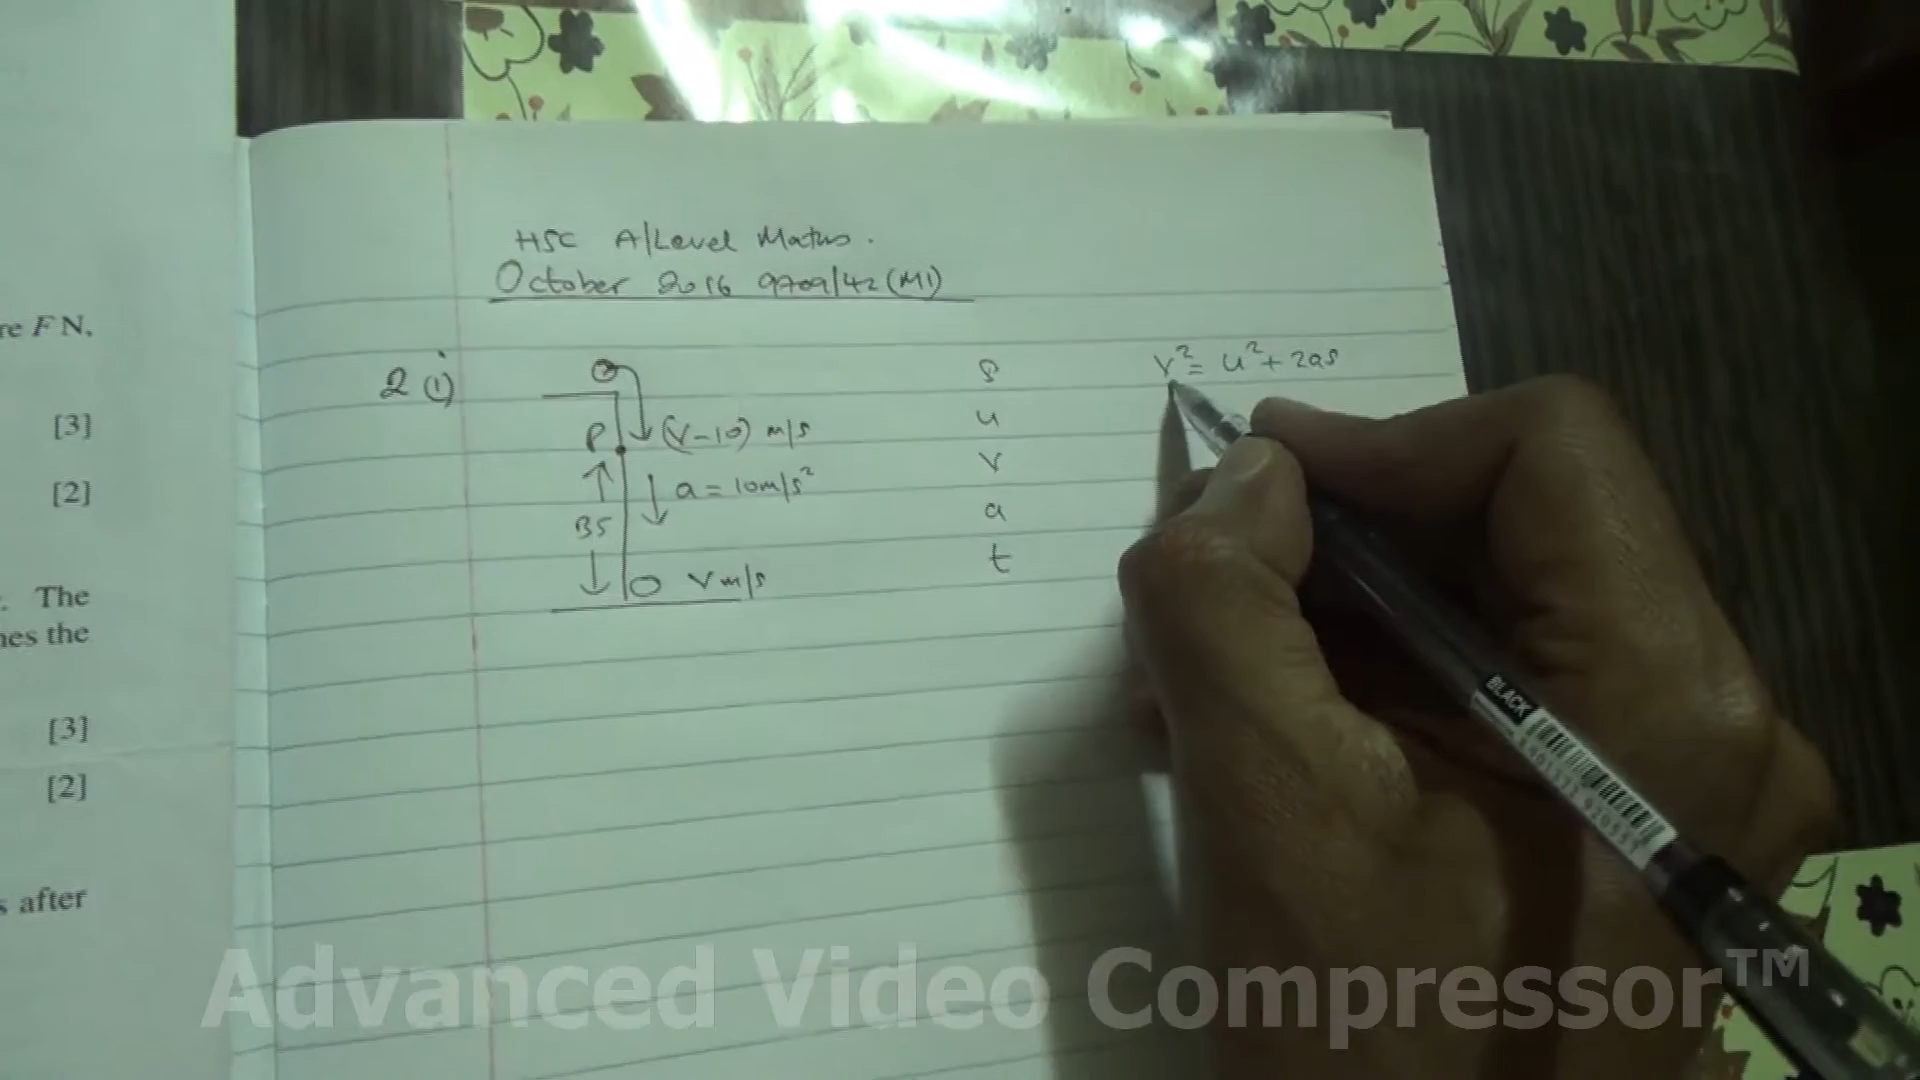 HSC A/Level Maths.
October 2016 9709/42 (M1)
re F N,
[3]
[2]
. The
nes the
[3]
[2]
s after
2 (i)
P
(V-10) m/s
a = 10m/s²
35
O V m/s
s
u
v
a
t
v² = u² + 2as
BLACK
Advanced Video Compressor™